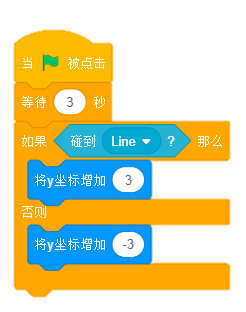 当 被点击
等待 3 秒
如果 碰到 Line ? 那么
将y坐标增加 3
否则
将y坐标增加 -3